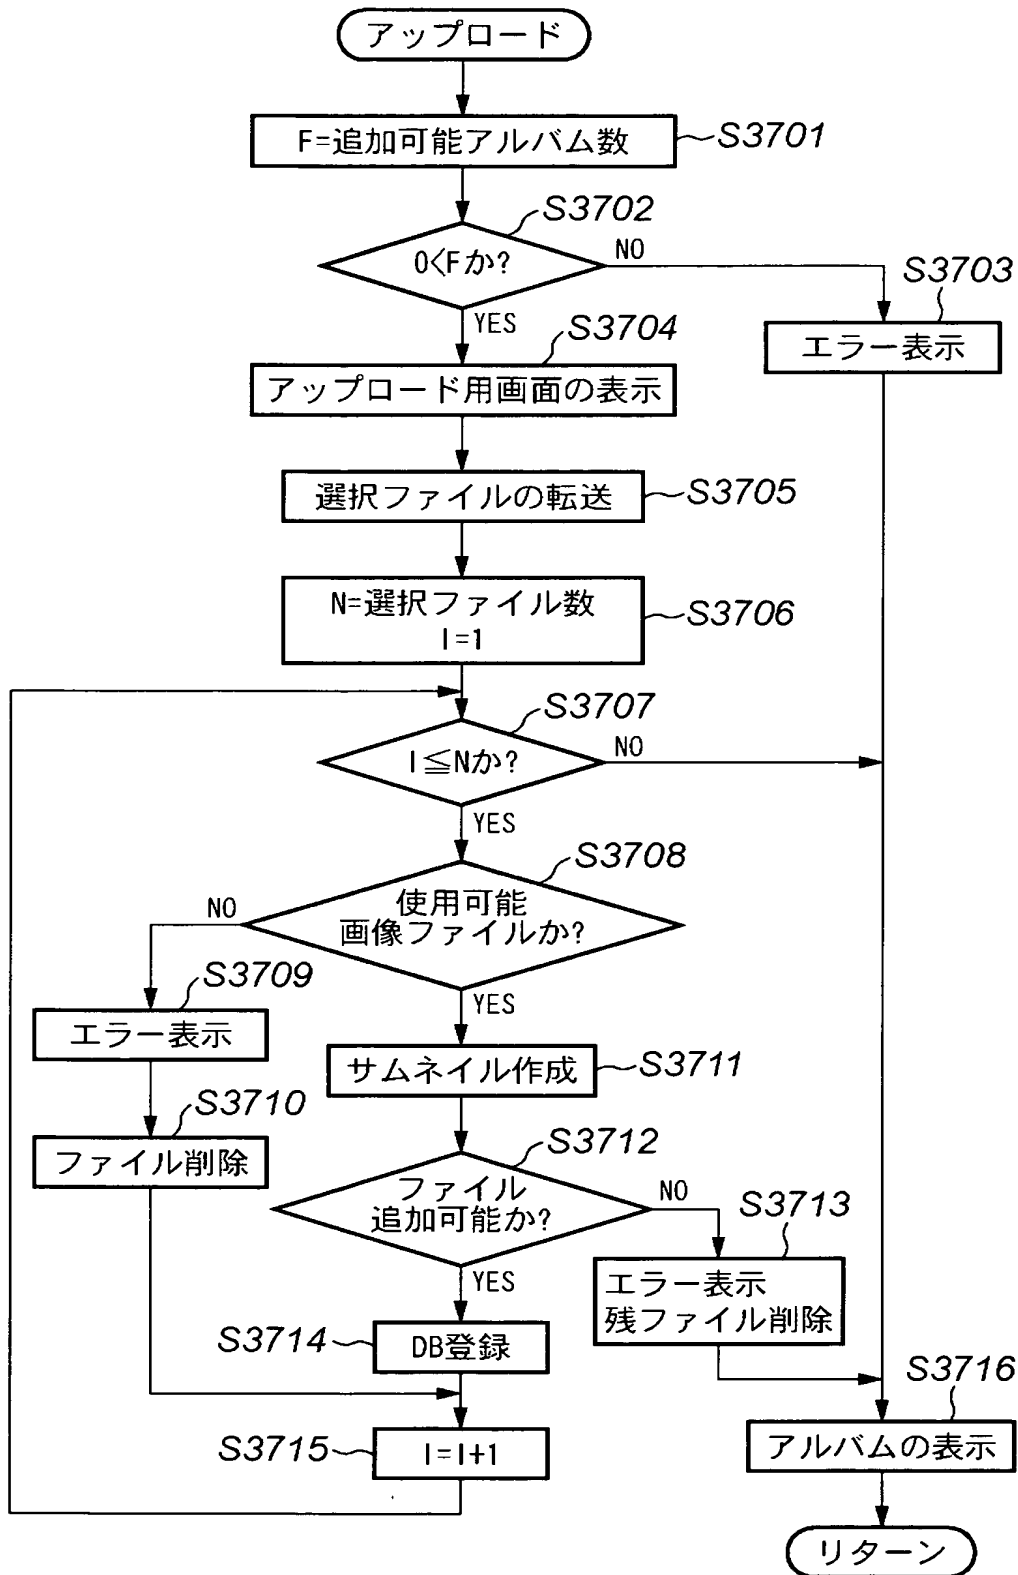 アップロード
F=追加可能アルバム数
S3701
S3702
0<Fか?
NO
S3703
エラー表示
YES
S3704
アップロード用画面の表示
選択ファイルの転送
S3705
N=選択ファイル数
I=1
S3706
S3707
I≦Nか?
NO
YES
S3708
使用可能
画像ファイルか?
NO
S3709
エラー表示
YES
サムネイル作成
S3711
S3710
ファイル削除
S3712
ファイル
追加可能か?
NO
S3713
エラー表示
残ファイル削除
YES
S3714
DB登録
S3715
I=I+1
S3716
アルバムの表示
リターン